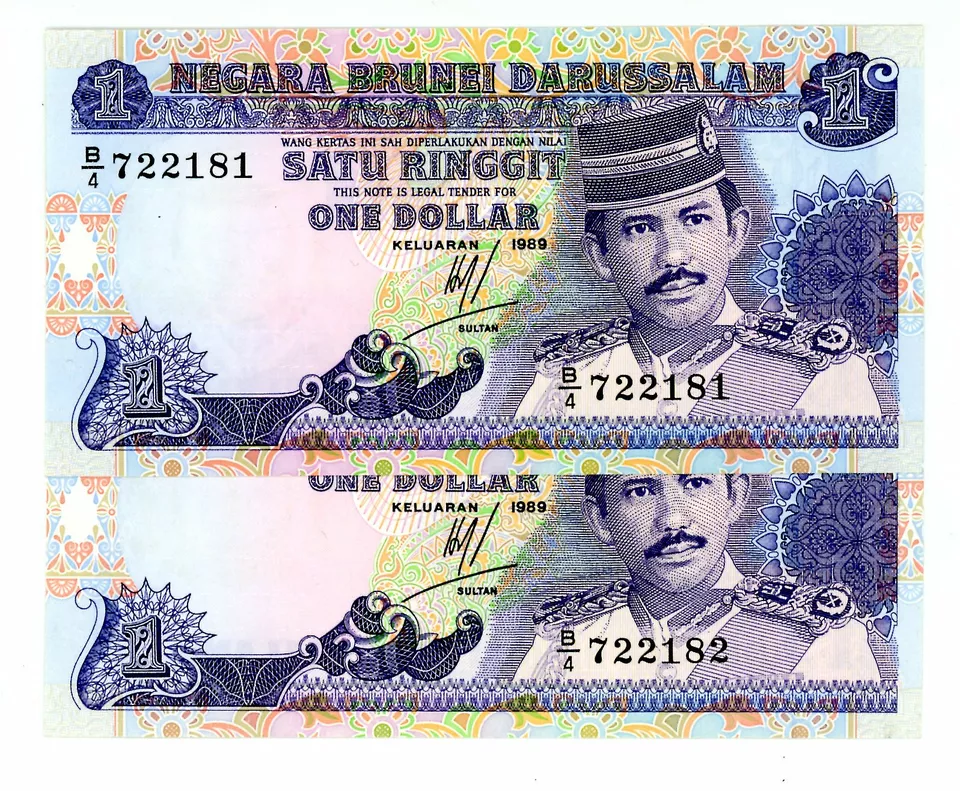 1 NEGARA BRUNEI DARUSSALAM 1
WANG KERTAS INI SAH DIPERLAKUKAN DENGAN NILAI
B/4 722181
SATU RINGGIT
THIS NOTE IS LEGAL TENDER FOR
ONE DOLLAR
KELUARAN 1989
SULTAN
1
B/4 722181
ONE DOLLAR
KELUARAN 1989
SULTAN
1
B/4 722182